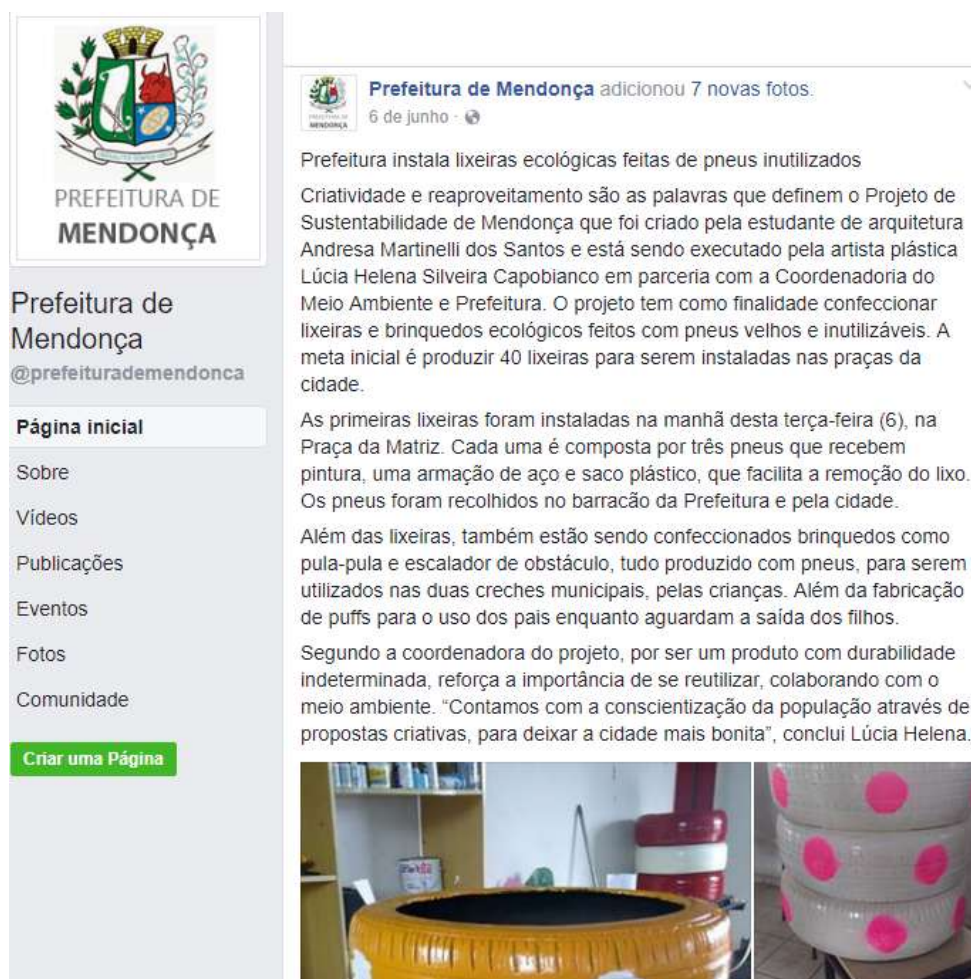 PREFEITURA DE
MENDONÇA
Prefeitura de
Mendonça
@prefeiturademendonca
Página inicial
Sobre
Vídeos
Publicações
Eventos
Fotos
Comunidade
Criar uma Página
Prefeitura de Mendonça adicionou 7 novas fotos.
6 de junho ·
Prefeitura instala lixeiras ecológicas feitas de pneus inutilizados
Criatividade e reaproveitamento são as palavras que definem o Projeto de
Sustentabilidade de Mendonça que foi criado pela estudante de arquitetura
Andresa Martinelli dos Santos e está sendo executado pela artista plástica
Lúcia Helena Silveira Capobianco em parceria com a Coordenadoria do
Meio Ambiente e Prefeitura. O projeto tem como finalidade confeccionar
lixeiras e brinquedos ecológicos feitos com pneus velhos e inutilizáveis. A
meta inicial é produzir 40 lixeiras para serem instaladas nas praças da
cidade.
As primeiras lixeiras foram instaladas na manhã desta terça-feira (6), na
Praça da Matriz. Cada uma é composta por três pneus que recebem
pintura, uma armação de aço e saco plástico, que facilita a remoção do lixo.
Os pneus foram recolhidos no barracão da Prefeitura e pela cidade.
Além das lixeiras, também estão sendo confeccionados brinquedos como
pula-pula e escalador de obstáculo, tudo produzido com pneus, para serem
utilizados nas duas creches municipais, pelas crianças. Além da fabricação
de puffs para o uso dos pais enquanto aguardam a saída dos filhos.
Segundo a coordenadora do projeto, por ser um produto com durabilidade
indeterminada, reforça a importância de se reutilizar, colaborando com o
meio ambiente. “Contamos com a conscientização da população através de
propostas criativas, para deixar a cidade mais bonita”, conclui Lúcia Helena.